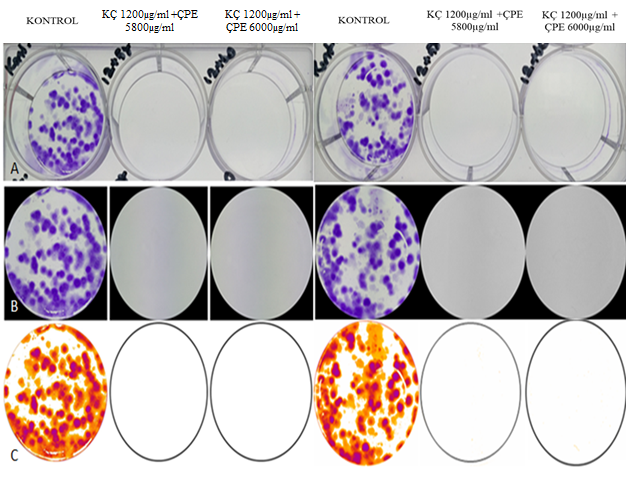 KONTROL
KÇ 1200µg/ml+ÇPE
5800µg/ml
KÇ 1200µg/ml+
ÇPE 6000µg/ml
KONTROL
KÇ 1200µg/ml +ÇPE
5800µg/ml
KÇ 1200µg/ml +
ÇPE 6000µg/ml
A
B
C